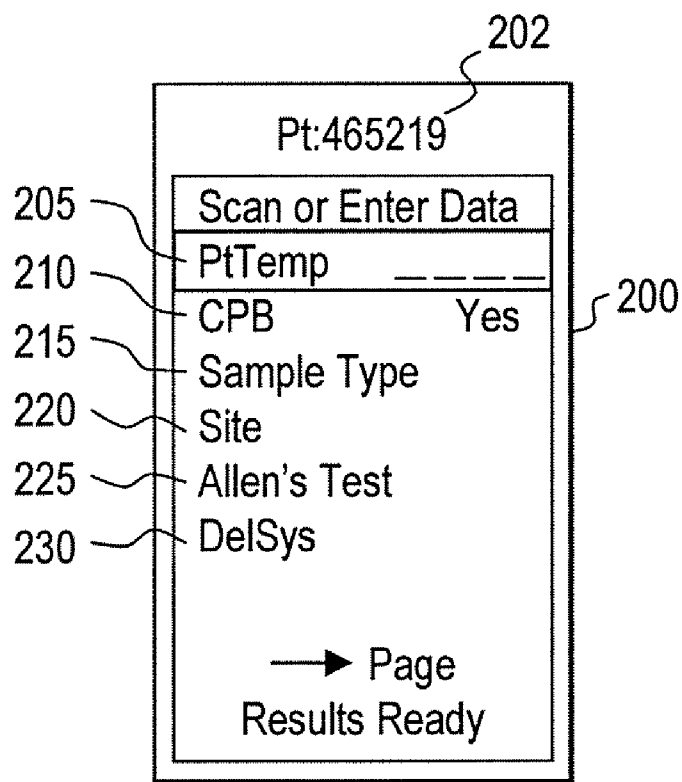 202
Pt:465219
Scan or Enter Data
205
PtTemp _ _ _ _
210
CPB Yes
200
215
Sample Type
220
Site
225
Allen's Test
230
DelSys
→ Page
Results Ready